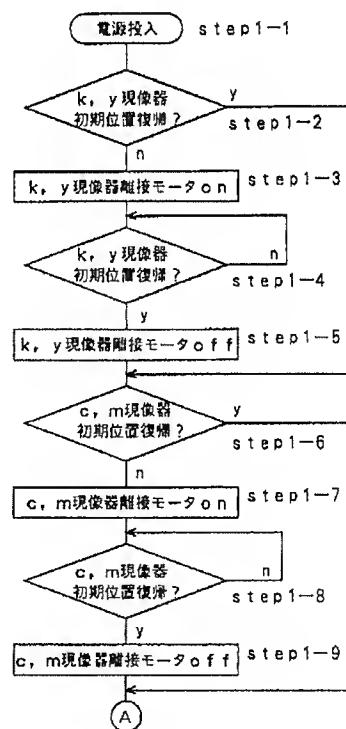 電源投入 step1-1
k, y現像器
初期位置復帰?
y
step1-2
n
k, y現像器離接モータon step1-3
k, y現像器
初期位置復帰?
n
step1-4
y
k, y現像器離接モータoff step1-5
c, m現像器
初期位置復帰?
y
step1-6
n
c, m現像器離接モータon step1-7
c, m現像器
初期位置復帰?
n
step1-8
y
c, m現像器離接モータoff step1-9
A